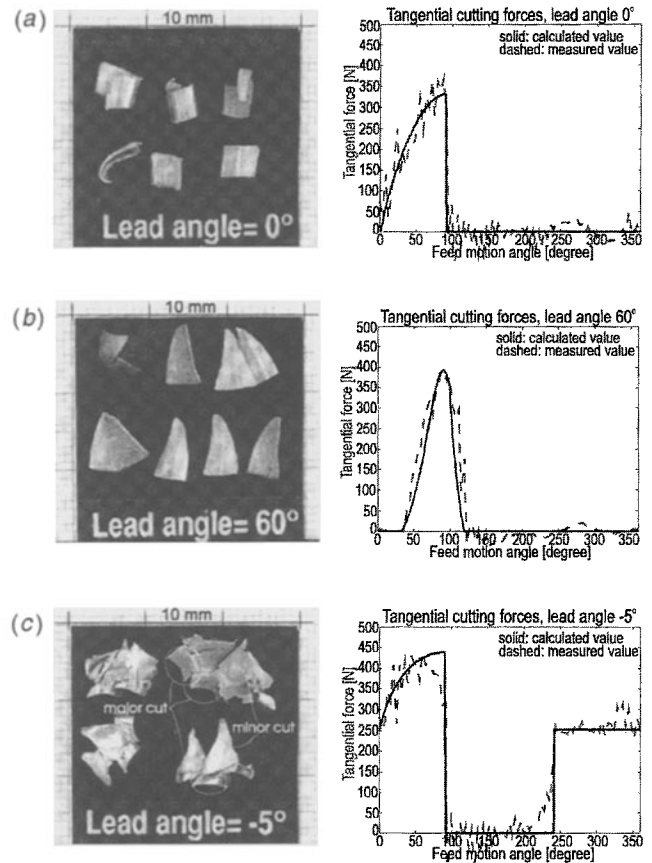 (a)
10 mm
Lead angle= 0°
Tangential cutting forces, lead angle 0°
solid: calculated value
dashed: measured value
Tangential force [N]
500
450
400
350
300
250
200
150
100
50
0
0 50 100 150 200 250 300 350
Feed motion angle [degree]
(b)
10 mm
Lead angle= 60°
Tangential cutting forces, lead angle 60°
solid: calculated value
dashed: measured value
Tangential force [N]
500
450
400
350
300
250
200
150
100
50
0
0 50 100 150 200 250 300 350
Feed motion angle [degree]
(c)
10 mm
major cut
minor cut
Lead angle= -5°
Tangential cutting forces, lead angle -5°
solid: calculated value
dashed: measured value
Tangential force [N]
500
450
400
350
300
250
200
150
100
50
0
0 50 100 150 200 250 300 350
Feed motion angle [degree]